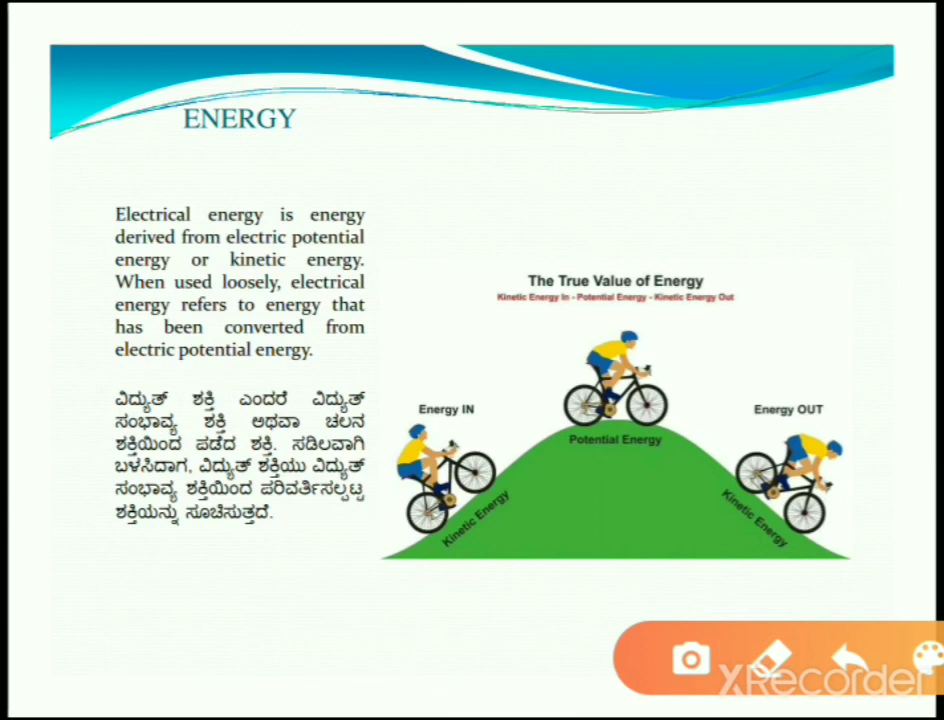 ENERGY
Electrical energy is energy
derived from electric potential
energy or kinetic energy.
When used loosely, electrical
energy refers to energy that
has been converted from
electric potential energy.
ವಿದ್ಯುತ್ ಶಕ್ತಿ ಎಂದರೆ ವಿದ್ಯುತ್
ಸಂಭಾವ್ಯ ಶಕ್ತಿ ಅಥವಾ ಚಲನ
ಶಕ್ತಿಯಿಂದ ಪಡೆದ ಶಕ್ತಿ. ಸಡಿಲವಾಗಿ
ಬಳಸಿದಾಗ, ವಿದ್ಯುತ್ ಶಕ್ತಿಯು ವಿದ್ಯುತ್
ಸಂಭಾವ್ಯ ಶಕ್ತಿಯಿಂದ ಪರಿವರ್ತಿಸಲ್ಪಟ್ಟ
ಶಕ್ತಿಯನ್ನು ಸೂಚಿಸುತ್ತದೆ.
The True Value of Energy
Kinetic Energy In - Potential Energy - Kinetic Energy Out
Energy IN
Energy OUT
Potential Energy
Kinetic Energy
Kinetic Energy
XRecorder